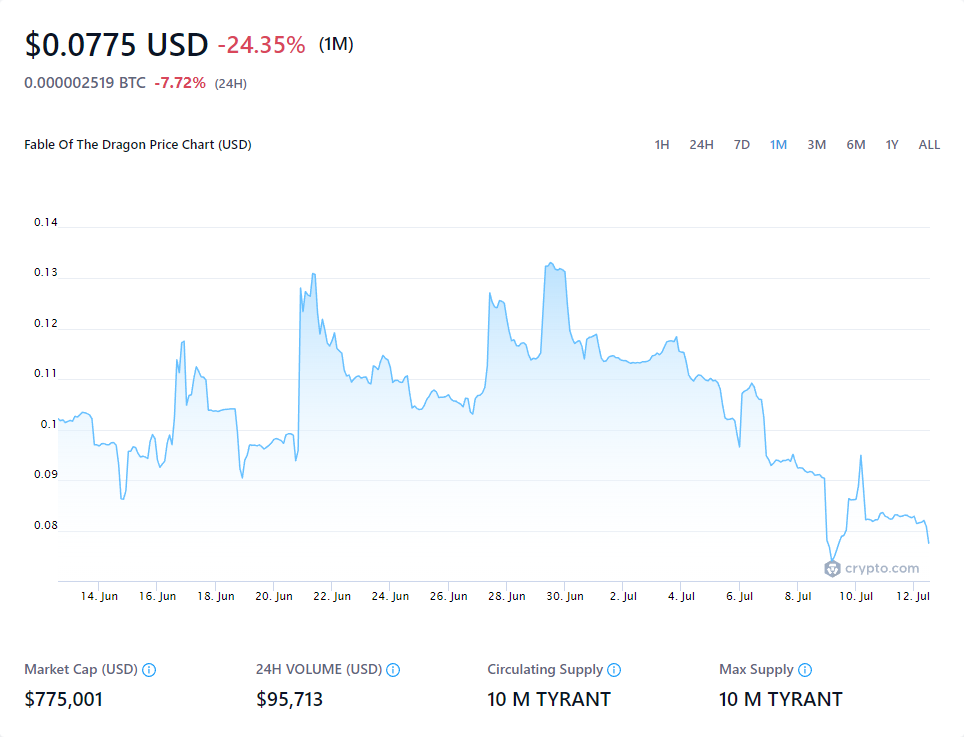 $0.0775 USD -24.35% (1M)
0.000002519 BTC -7.72% (24H)
Fable Of The Dragon Price Chart (USD) 1H 24H 7D 1M 3M 6M 1Y ALL
0.14
0.13
0.12
0.11
0.1
0.09
0.08
crypto.com
14. Jun 16. Jun 18. Jun 20. Jun 22. Jun 24. Jun 26. Jun 28. Jun 30. Jun 2. Jul 4. Jul 6. Jul 8. Jul 10. Jul 12. Jul
Market Cap (USD) 24H VOLUME (USD) Circulating Supply Max Supply
$775,001 $95,713 10 M TYRANT 10 M TYRANT